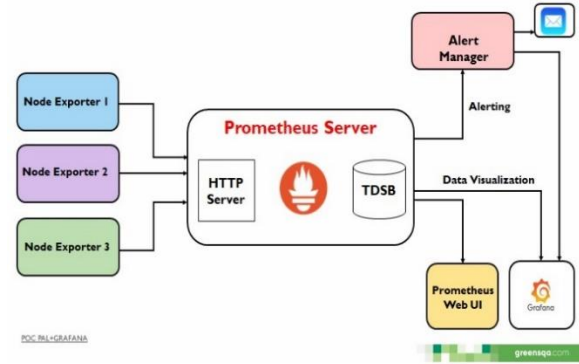 Alert
Manager
Node Exporter 1
Alerting
Prometheus Server
Node Exporter 2
HTTP
Server
TDSB
Data Visualization
Node Exporter 3
Prometheus
Web UI
Grafana
POC PAL+GRAFANA
greensqa.com